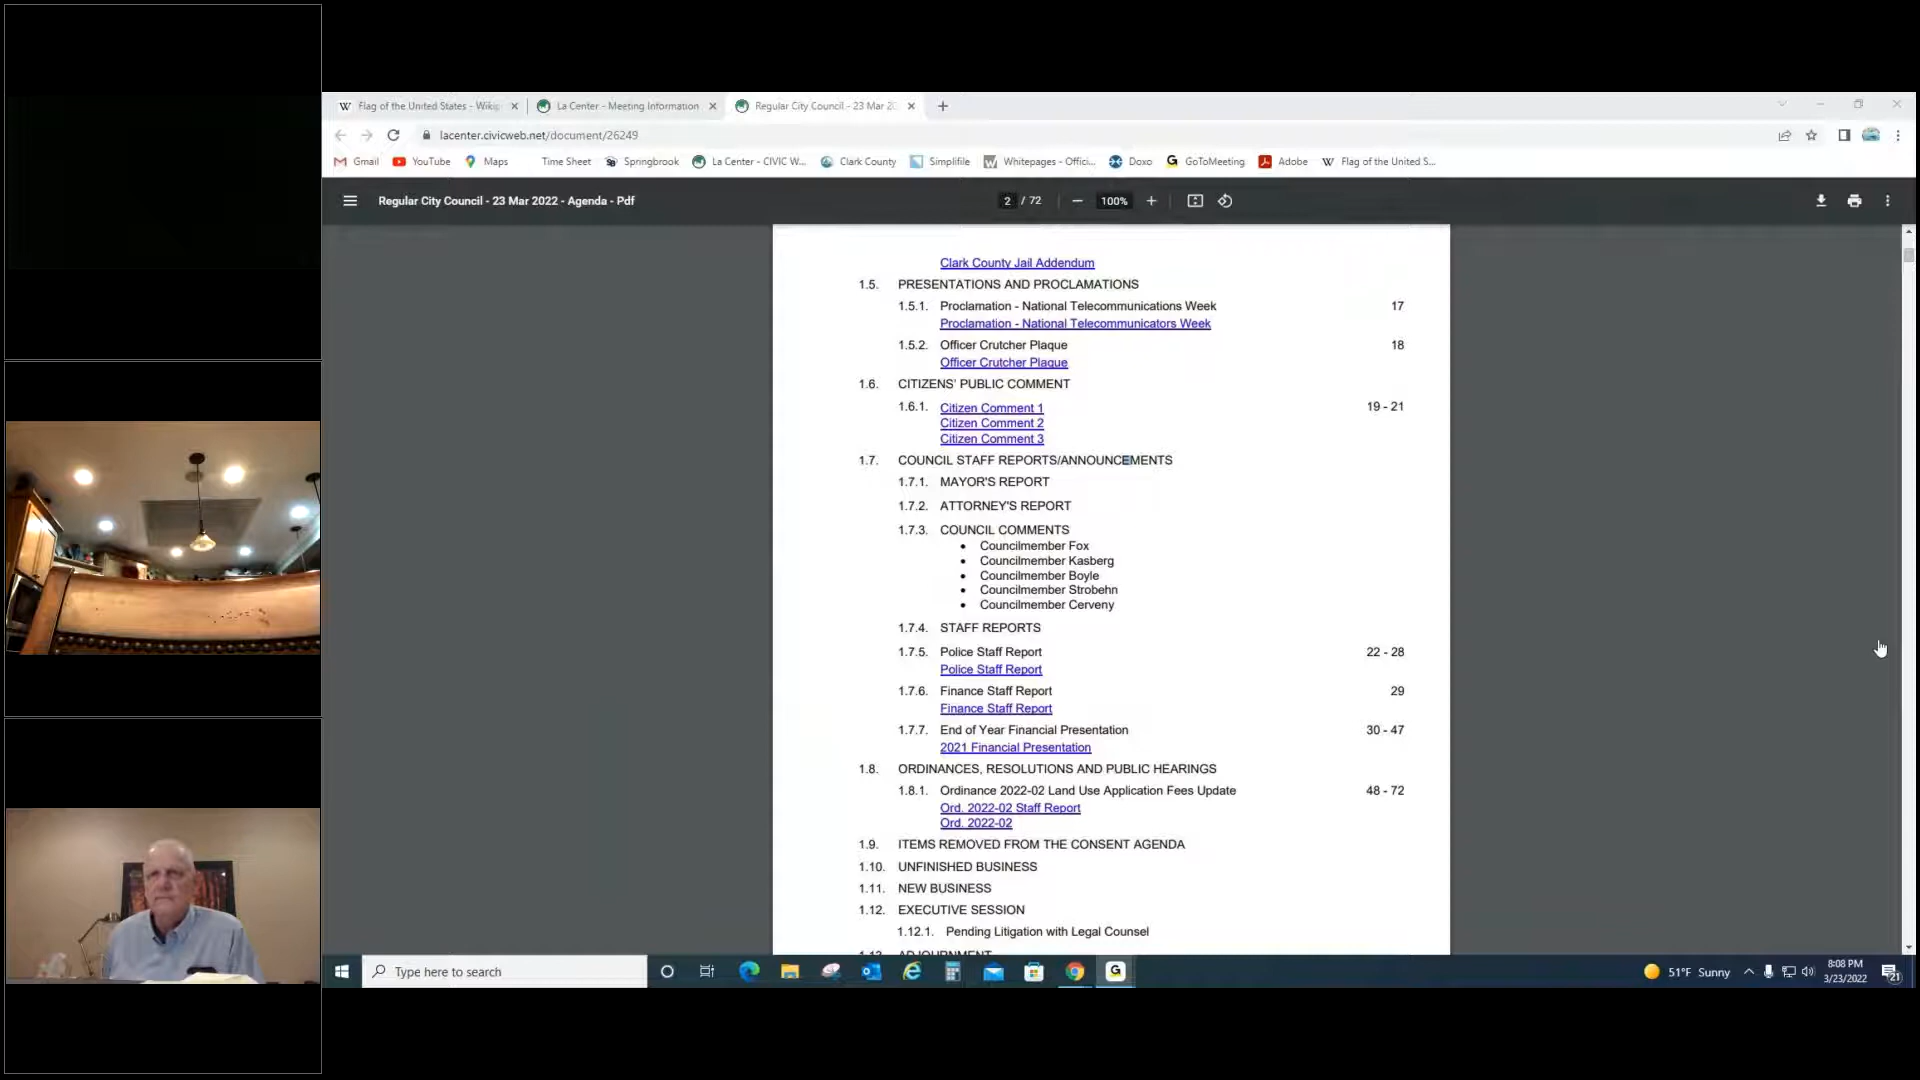 Flag of the United States - Wikip
La Center - Meeting Information
Regular City Council - 23 Mar 20
lacenter.civicweb.net/document/26249
Gmail
YouTube
Maps
Time Sheet
Springbrook
La Center - CIVIC W...
Clark County
Simplifile
Whitepages - Offici...
Doxo
GoToMeeting
Adobe
Flag of the United S...
Regular City Council - 23 Mar 2022 - Agenda - Pdf
2 / 72
100%
Clark County Jail Addendum
1.5. PRESENTATIONS AND PROCLAMATIONS
1.5.1. Proclamation - National Telecommunications Week 17
Proclamation - National Telecommunicators Week
1.5.2. Officer Crutcher Plaque 18
Officer Crutcher Plaque
1.6. CITIZENS' PUBLIC COMMENT
1.6.1. Citizen Comment 1 19 - 21
Citizen Comment 2
Citizen Comment 3
1.7. COUNCIL STAFF REPORTS/ANNOUNCEMENTS
1.7.1. MAYOR'S REPORT
1.7.2. ATTORNEY'S REPORT
1.7.3. COUNCIL COMMENTS
• Councilmember Fox
• Councilmember Kasberg
• Councilmember Boyle
• Councilmember Strobehn
• Councilmember Cerveny
1.7.4. STAFF REPORTS
1.7.5. Police Staff Report 22 - 28
Police Staff Report
1.7.6. Finance Staff Report 29
Finance Staff Report
1.7.7. End of Year Financial Presentation 30 - 47
2021 Financial Presentation
1.8. ORDINANCES, RESOLUTIONS AND PUBLIC HEARINGS
1.8.1. Ordinance 2022-02 Land Use Application Fees Update 48 - 72
Ord. 2022-02 Staff Report
Ord. 2022-02
1.9. ITEMS REMOVED FROM THE CONSENT AGENDA
1.10. UNFINISHED BUSINESS
1.11. NEW BUSINESS
1.12. EXECUTIVE SESSION
1.12.1. Pending Litigation with Legal Counsel
1.13. ADJOURNMENT
Type here to search
51°F Sunny
8:08 PM
3/23/2022
21